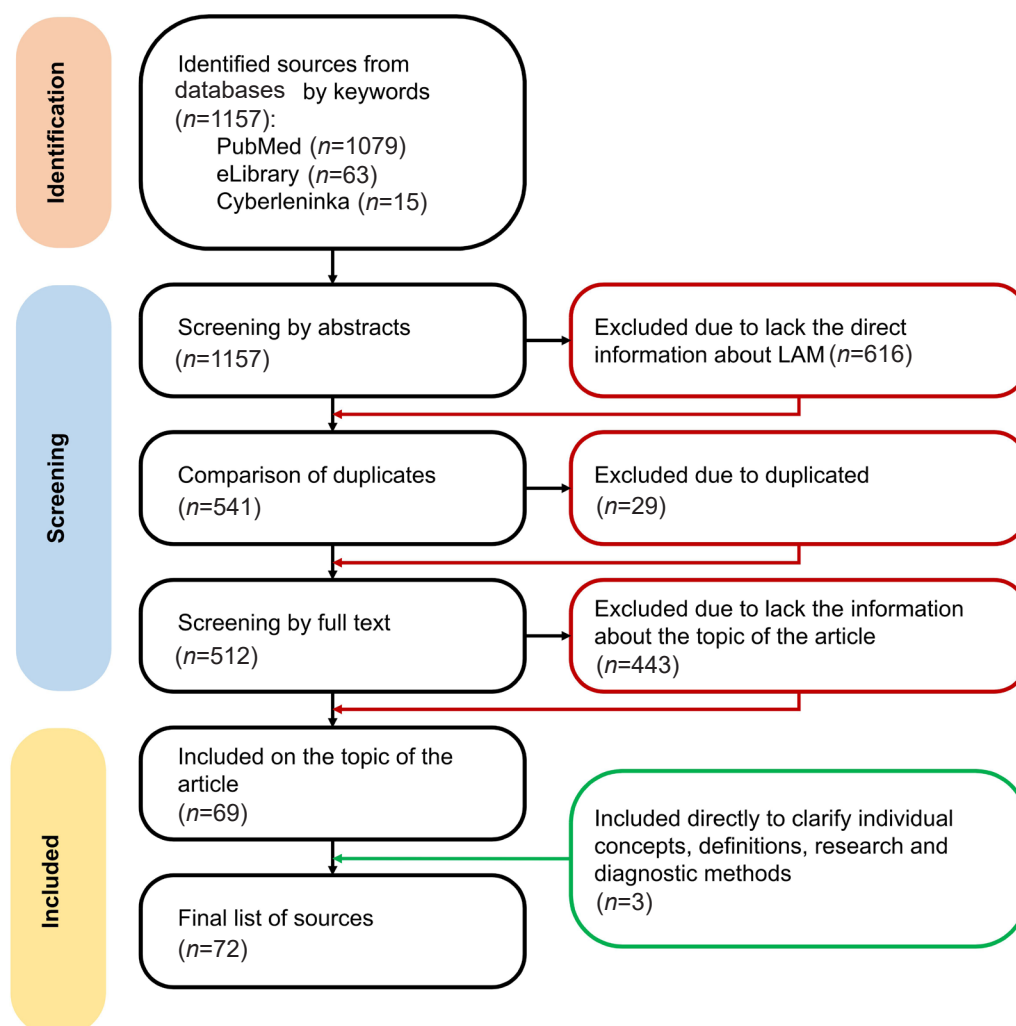 Identification
Identified sources from
databases by keywords
(n=1157):
PubMed (n=1079)
eLibrary (n=63)
Cyberleninka (n=15)
Screening
Screening by abstracts
(n=1157)
Excluded due to lack the direct
information about LAM (n=616)
Comparison of duplicates
(n=541)
Excluded due to duplicated
(n=29)
Screening by full text
(n=512)
Excluded due to lack the information
about the topic of the article
(n=443)
Included
Included on the topic of the
article
(n=69)
Included directly to clarify individual
concepts, definitions, research and
diagnostic methods
(n=3)
Final list of sources
(n=72)